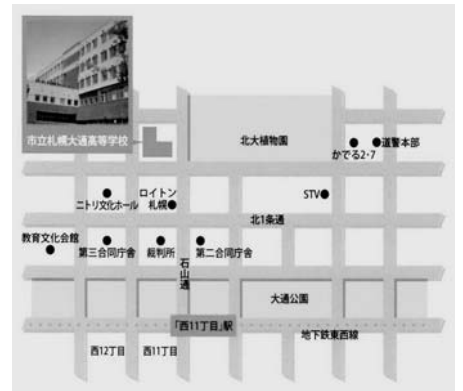 市立札幌大通高等学校
北大植物園
かでる2・7
道警本部
ニトリ文化ホール
ロイトン
札幌
STV
北1条通
教育文化会館
第三合同庁舎
裁判所
第二合同庁舎
石山通
大通公園
「西11丁目」駅
地下鉄東西線
西12丁目
西11丁目